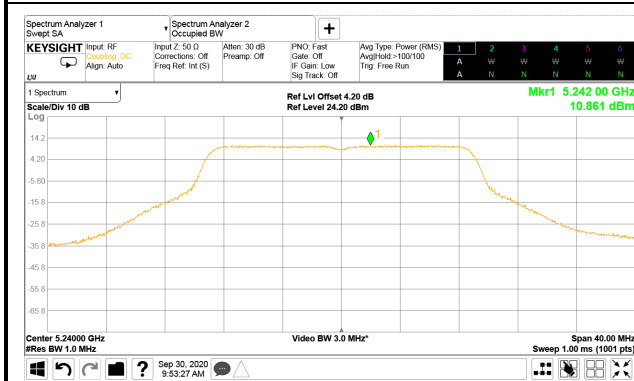 Spectrum Analyzer 1
Swept SA
Spectrum Analyzer 2
Occupied BW
KEYSIGHT
Input: RF
Coupling: DC
Align: Auto
Input Z: 50 Ω
Corrections: Off
Freq Ref: Int (S)
Atten: 30 dB
Preamp: Off
PNO: Fast
Gate: Off
IF Gain: Low
Sig Track: Off
Avg Type: Power (RMS)
Avg|Hold:>100/100
Trig: Free Run
1 2 3 4 5 6
A W W W W W
A N N N N N
LXI
1 Spectrum
Scale/Div 10 dB
Log
Ref Lvl Offset 4.20 dB
Ref Level 24.20 dBm
Mkr1 5.242 00 GHz
10.861 dBm
1
14.2
4.20
-5.80
-15.8
-25.8
-35.8
-45.8
-55.8
-65.8
Center 5.24000 GHz
#Res BW 1.0 MHz
Video BW 3.0 MHz*
Span 40.00 MHz
Sweep 1.00 ms (1001 pts)
?
Sep 30, 2020
9:53:27 AM